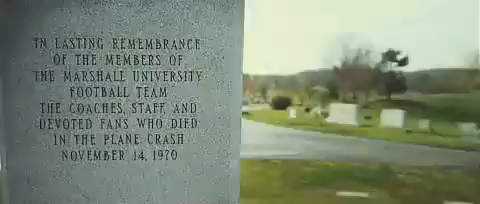 IN LASTING REMEMBRANCE
OF THE MEMBERS OF
THE MARSHALL UNIVERSITY
FOOTBALL TEAM
THE COACHES, STAFF, AND
DEVOTED FANS WHO DIED
IN THE PLANE CRASH
NOVEMBER 14, 1970